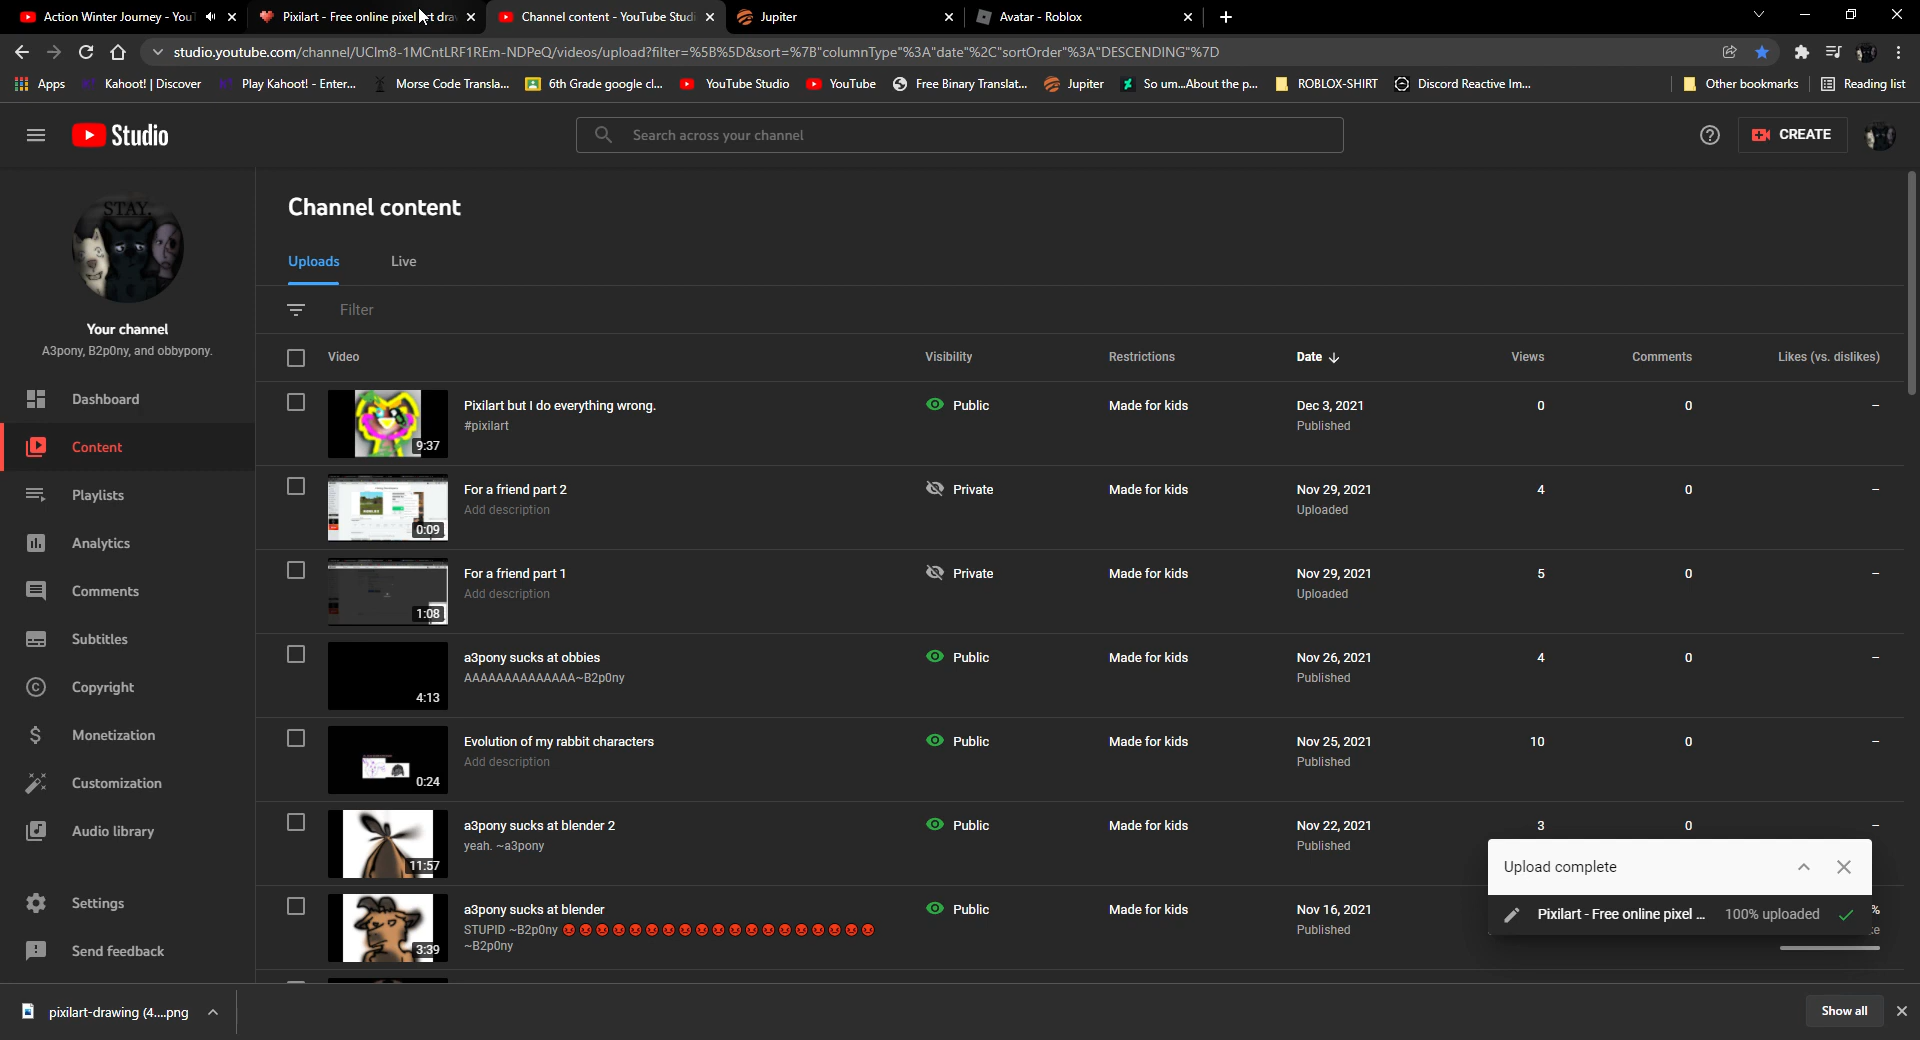 Action Winter Journey - You
Pixilart - Free online pixel art draw
Channel content - YouTube Studi
Jupiter
Avatar - Roblox
studio.youtube.com/channel/UCIm8-1MCntLRF1REm-NDPeQ/videos/upload?filter=%5B%5D&sort=%7B"columnType"%3A"date"%2C"sortOrder"%3A"DESCENDING"%7D
Apps
Kahoot! | Discover
Play Kahoot! - Enter...
Morse Code Transla...
6th Grade google cl...
YouTube Studio
YouTube
Free Binary Translat...
Jupiter
So um...About the p...
ROBLOX-SHIRT
Discord Reactive Im...
Other bookmarks
Reading list
Studio
Search across your channel
CREATE
STAY.
Your channel
A3pony, B2p0ny, and obbypony.
Dashboard
Content
Playlists
Analytics
Comments
Subtitles
Copyright
Monetization
Customization
Audio library
Settings
Send feedback
Channel content
Uploads Live
Filter
Video Visibility Restrictions Date Views Comments Likes (vs. dislikes)
9:37
Pixilart but I do everything wrong. Public Made for kids Dec 3, 2021 0 0 –
#pixilart Published
0:09
For a friend part 2 Private Made for kids Nov 29, 2021 4 0 –
Add description Uploaded
1:08
For a friend part 1 Private Made for kids Nov 29, 2021 5 0 –
Add description Uploaded
4:13
a3pony sucks at obbies Public Made for kids Nov 26, 2021 4 0 –
AAAAAAAAAAAAAA~B2p0ny Published
0:24
Evolution of my rabbit characters Public Made for kids Nov 25, 2021 10 0 –
Add description Published
11:57
a3pony sucks at blender 2 Public Made for kids Nov 22, 2021 3 0 –
yeah. ~a3pony Published
3:39
a3pony sucks at blender Public Made for kids Nov 16, 2021
STUPID ~B2p0ny 😡😡😡😡😡😡😡😡😡😡😡😡😡😡😡😡😡😡😡 Published
~B2p0ny
Upload complete
Pixilart - Free online pixel ... 100% uploaded
%
te
pixilart-drawing (4....png
Show all